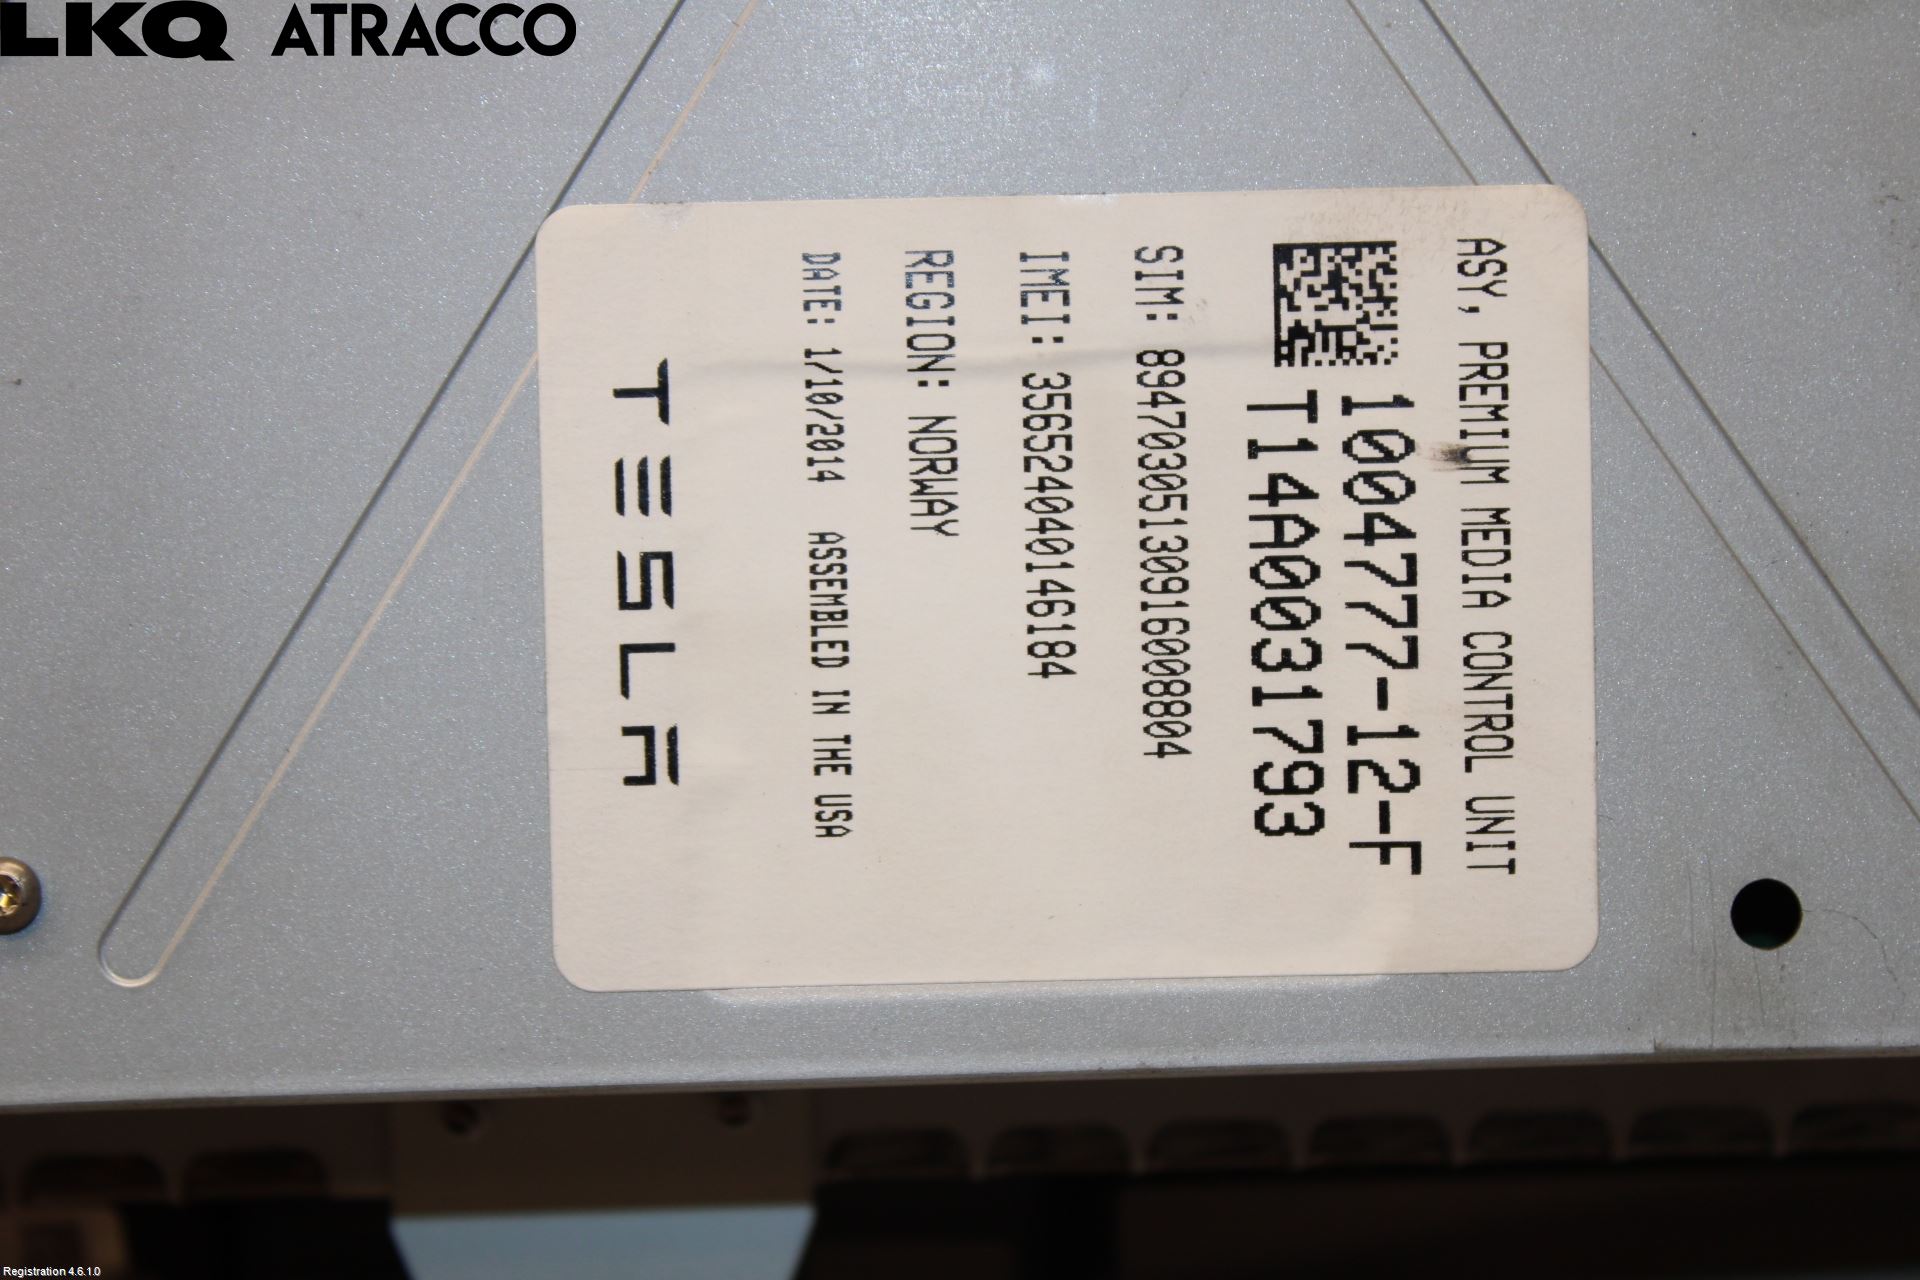 LKQ ATRACCO
ASY, PREMIUM MEDIA CONTROL UNIT
1004777-12-F
T14A0031793
SIM: 89470305130916008804
IMEI: 356524040146184
REGION: NORWAY
DATE: 1/10/2014 ASSEMBLED IN THE USA
TESLA
Registration 4.6.1.0